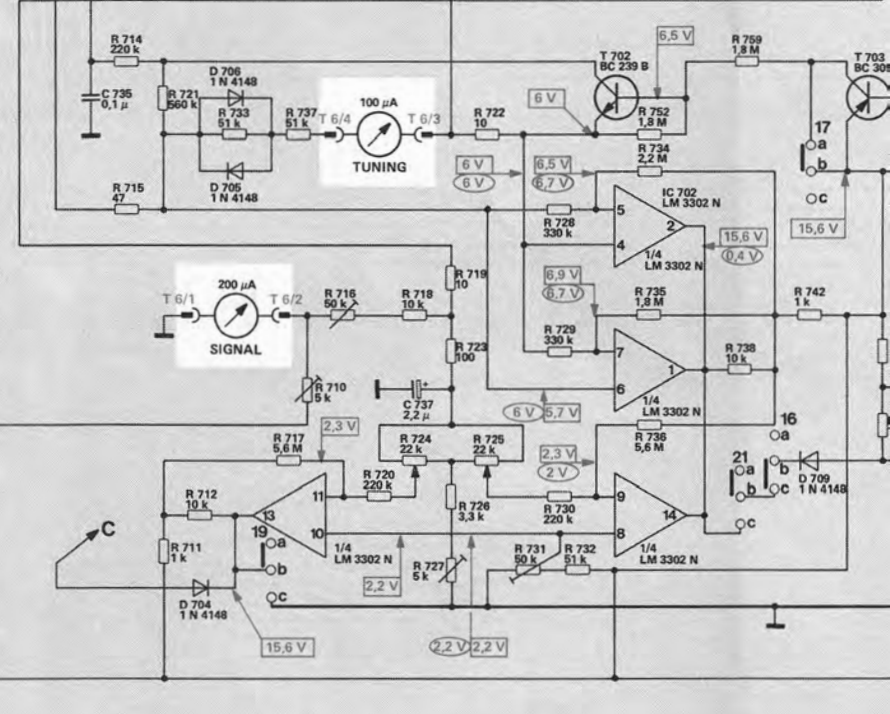 R 714
220 k
C 735
0,1 µ
R 721
560 k
D 706
1 N 4148
R 733
51 k
R 737
51 k
D 705
1 N 4148
R 715
47
T 6/4
100 µA
TUNING
T 6/3
R 722
10
T 702
BC 239 B
6,5 V
6 V
R 759
1,8 M
T 703
BC 309
17
a
b
c
15,6 V
R 752
1,8 M
R 734
2,2 M
6 V
6 V
6,5 V
6,7 V
IC 702
LM 3302 N
5
4
2
1/4
LM 3302 N
R 728
330 k
15,6 V
0,4 V
T 6/1
200 µA
T 6/2
SIGNAL
R 716
50 k
R 718
10 k
R 719
10
R 723
100
R 710
5 k
C 737
2,2 µ
+
6,9 V
6,7 V
R 735
1,8 M
R 742
1 k
R 729
330 k
7
6
1
1/4
LM 3302 N
R 738
10 k
6 V
5,7 V
R 736
5,6 M
2,3 V
R 717
5,6 M
R 724
22 k
R 725
22 k
2,3 V
2 V
16
a
b
c
21
a
b
c
D 709
1 N 4148
R 720
220 k
R 712
10 k
11
10
13
1/4
LM 3302 N
19
a
b
c
R 726
3,3 k
R 730
220 k
9
8
14
1/4
LM 3302 N
C
R 711
1 k
D 704
1 N 4148
R 727
5 k
R 731
50 k
R 732
51 k
2,2 V
15,6 V
2,2 V
2,2 V